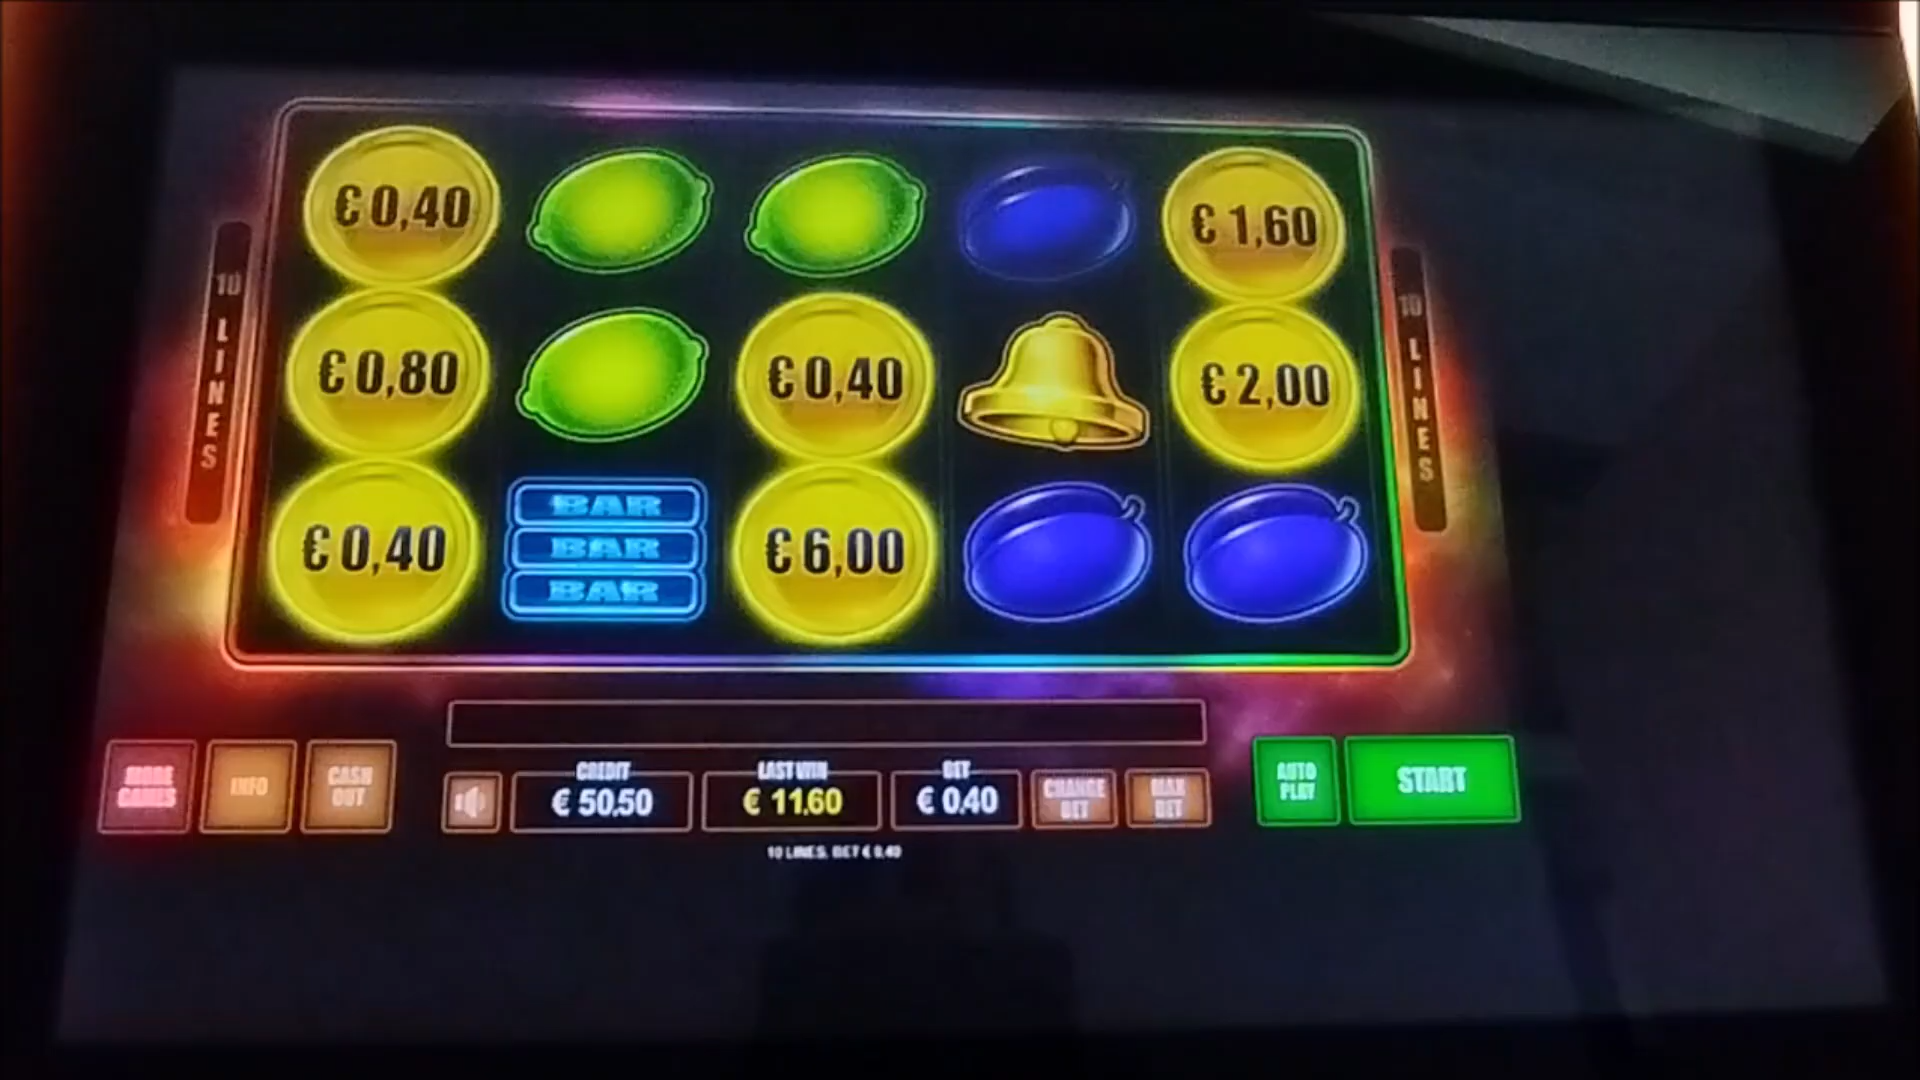 € 0,40
€ 1,60
€ 0,80
€ 0,40
€ 2,00
€ 0,40
BAR
BAR
BAR
€ 6,00
10 LINES
10 LINES
MORE GAMES
INFO
CASH OUT
CREDIT
€ 50.50
LAST WIN
€ 11.60
BET
€ 0.40
CHANGE BET
MAX BET
AUTO PLAY
START
10 LINES, BET € 0.40